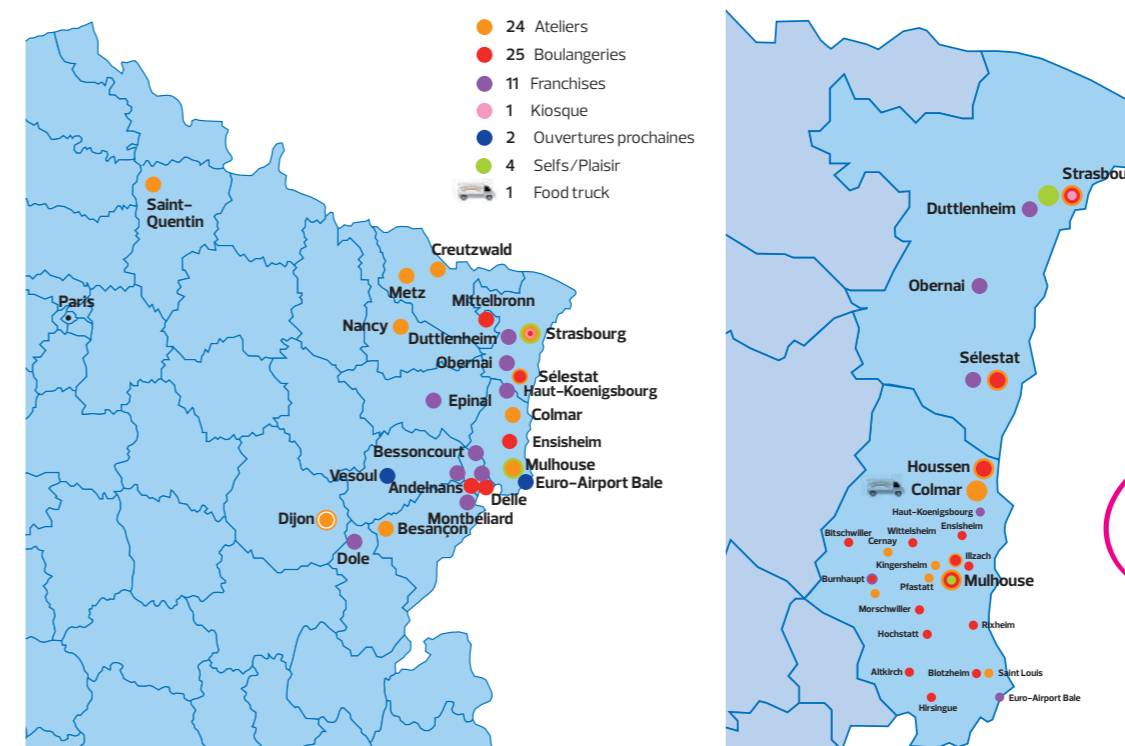 24 Ateliers
25 Boulangeries
11 Franchises
1 Kiosque
2 Ouvertures prochaines
4 Selfs/Plaisir
1 Food truck
Saint-
Quentin
Paris
Creutzwald
Metz
Mittelbronn
Nancy
Duttlenheim
Strasbourg
Obernai
Sélestat
Haut-Koenigsbourg
Epinal
Colmar
Ensisheim
Bessoncourt
Mulhouse
Vesoul
Euro-Airport Bale
Andelnans
Delle
Montbéliard
Dijon
Besançon
Dole
Strasbou
Duttlenheim
Obernai
Sélestat
Houssen
Colmar
Haut-Koenigsbourg
Ensisheim
Bitschwiller
Wittelsheim
Cernay
Illzach
Kingersheim
Burnhaupt
Pfastatt
Mulhouse
Morschwiller
Rixheim
Hochstatt
Altkirch
Blotzheim
Saint Louis
Euro-Airport Bale
Hirsingue